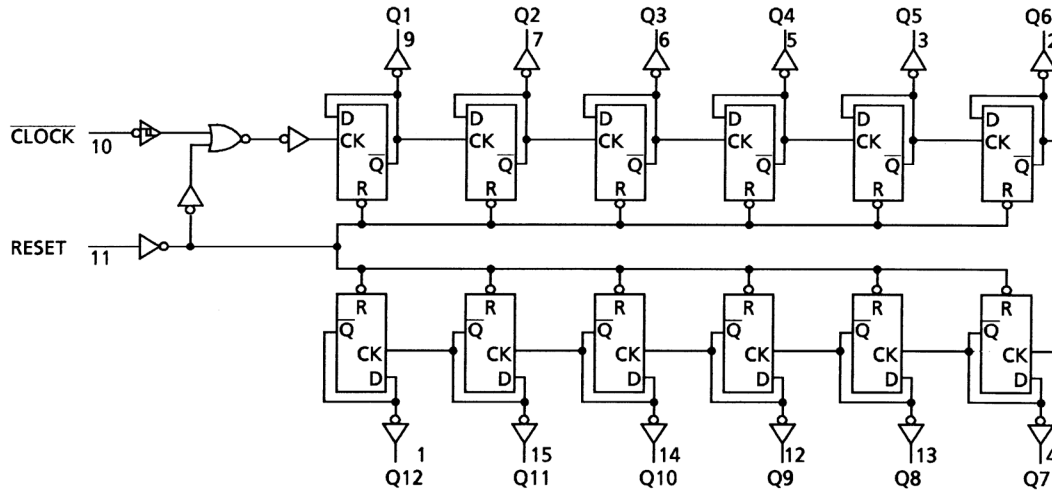 Q1 Q2 Q3 Q4 Q5 Q6
9 7 6 5 3 2
D D D D D D
CLOCK CK CK CK CK CK CK
10
Q Q Q Q Q Q
R R R R R R
RESET
11
R R R R R R
Q Q Q Q Q Q
CK CK CK CK CK CK
D D D D D D
1 15 14 12 13 4
Q12 Q11 Q10 Q9 Q8 Q7